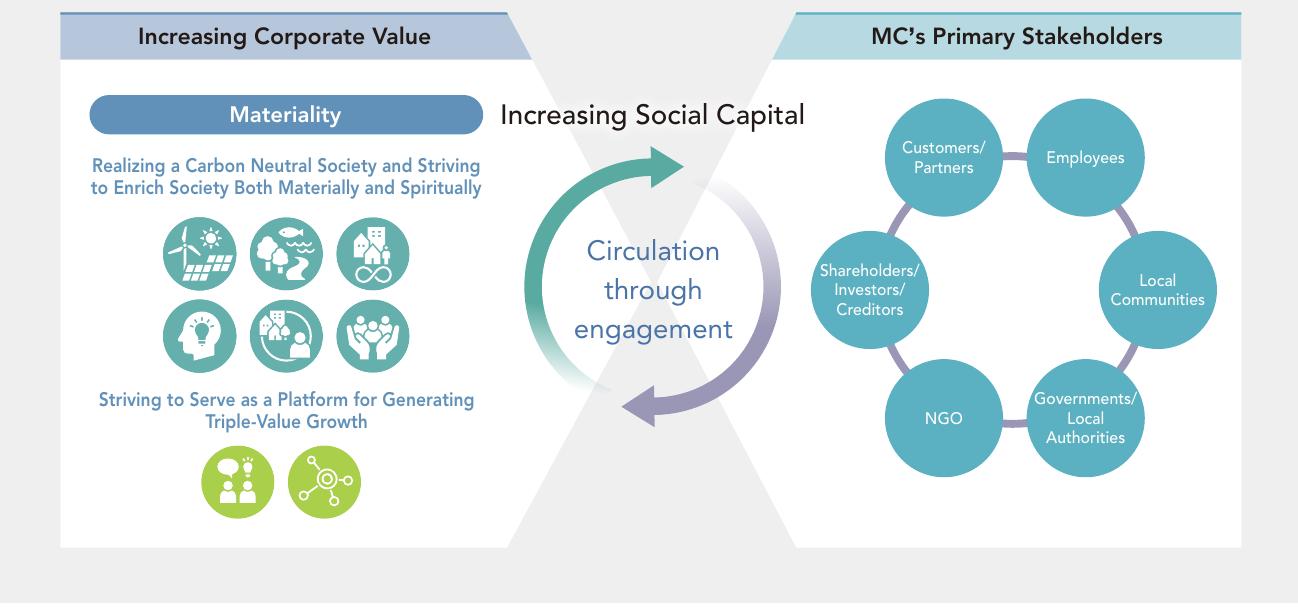 Increasing Corporate Value
Materiality
Realizing a Carbon Neutral Society and Striving
to Enrich Society Both Materially and Spiritually
Striving to Serve as a Platform for Generating
Triple-Value Growth
Increasing Social Capital
Circulation
through
engagement
MC’s Primary Stakeholders
Customers/
Partners
Employees
Shareholders/
Investors/
Creditors
Local
Communities
NGO
Governments/
Local
Authorities